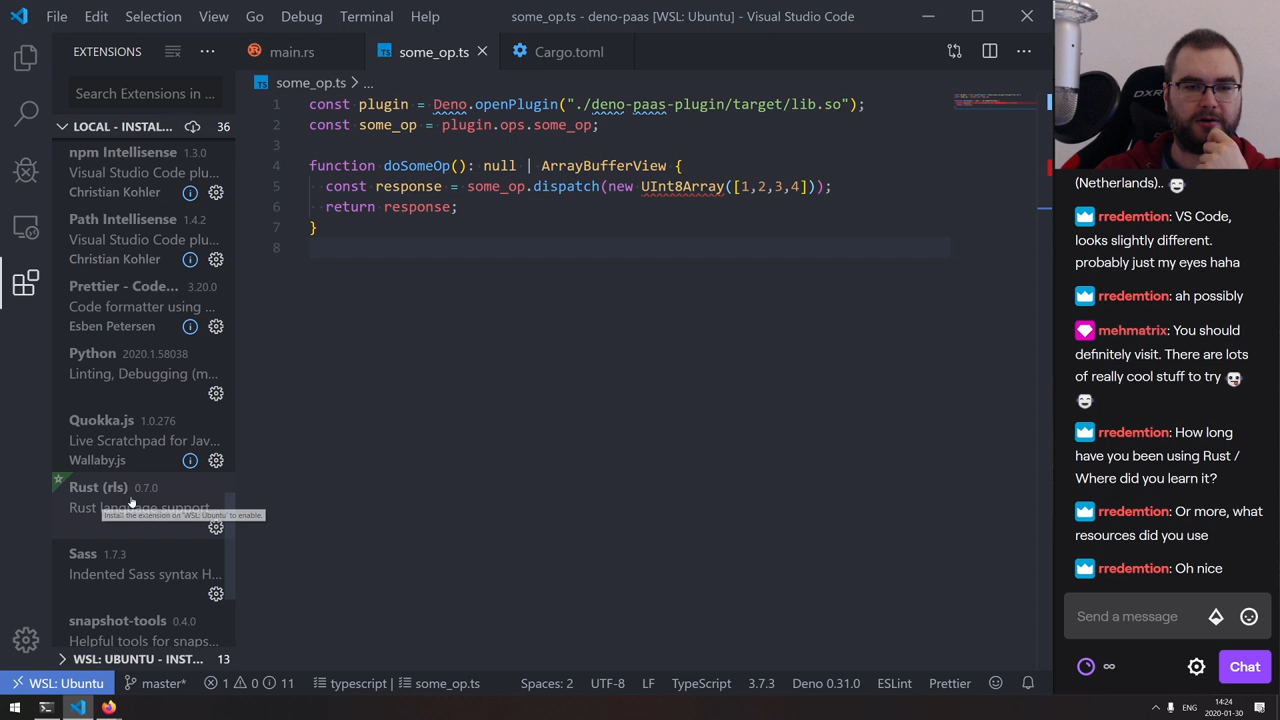 File Edit Selection View Go Debug Terminal Help
some_op.ts - deno-paas [WSL: Ubuntu] - Visual Studio Code
EXTENSIONS
main.rs
TS some_op.ts
Cargo.toml
Search Extensions in ...
LOCAL - INSTAL... 36
npm Intellisense 1.3.0
Visual Studio Code plu...
Christian Kohler
Path Intellisense 1.4.2
Visual Studio Code plu...
Christian Kohler
Prettier - Code... 3.20.0
Code formatter using ...
Esben Petersen
Python 2020.1.58038
Linting, Debugging (m...
Quokka.js 1.0.276
Live Scratchpad for Jav...
Wallaby.js
Rust (rls) 0.7.0
Rust language support
Install the extension on 'WSL: Ubuntu' to enable.
Sass 1.7.3
Indented Sass syntax H...
snapshot-tools 0.4.0
Helpful tools for snaps...
WSL: UBUNTU - INST... 13
TS some_op.ts > ...
1 const plugin = Deno.openPlugin("./deno-paas-plugin/target/lib.so");
2 const some_op = plugin.ops.some_op;
3
4 function doSomeOp(): null | ArrayBufferView {
5 const response = some_op.dispatch(new UInt8Array([1,2,3,4]));
6 return response;
7 }
8
WSL: Ubuntu master* 1 0 11 typescript | some_op.ts Spaces: 2 UTF-8 LF TypeScript 3.7.3 Deno 0.31.0 ESLint Prettier
DXR
(Netherlands)..
rredemtion: VS Code,
looks slightly different.
probably just my eyes haha
rredemtion: ah possibly
mehmatrix: You should
definitely visit. There are lots
of really cool stuff to try
rredemtion: How long
have you been using Rust /
Where did you learn it?
rredemtion: Or more, what
resources did you use
rredemtion: Oh nice
Send a message
∞
Chat
ENG
14:24
2020-01-30